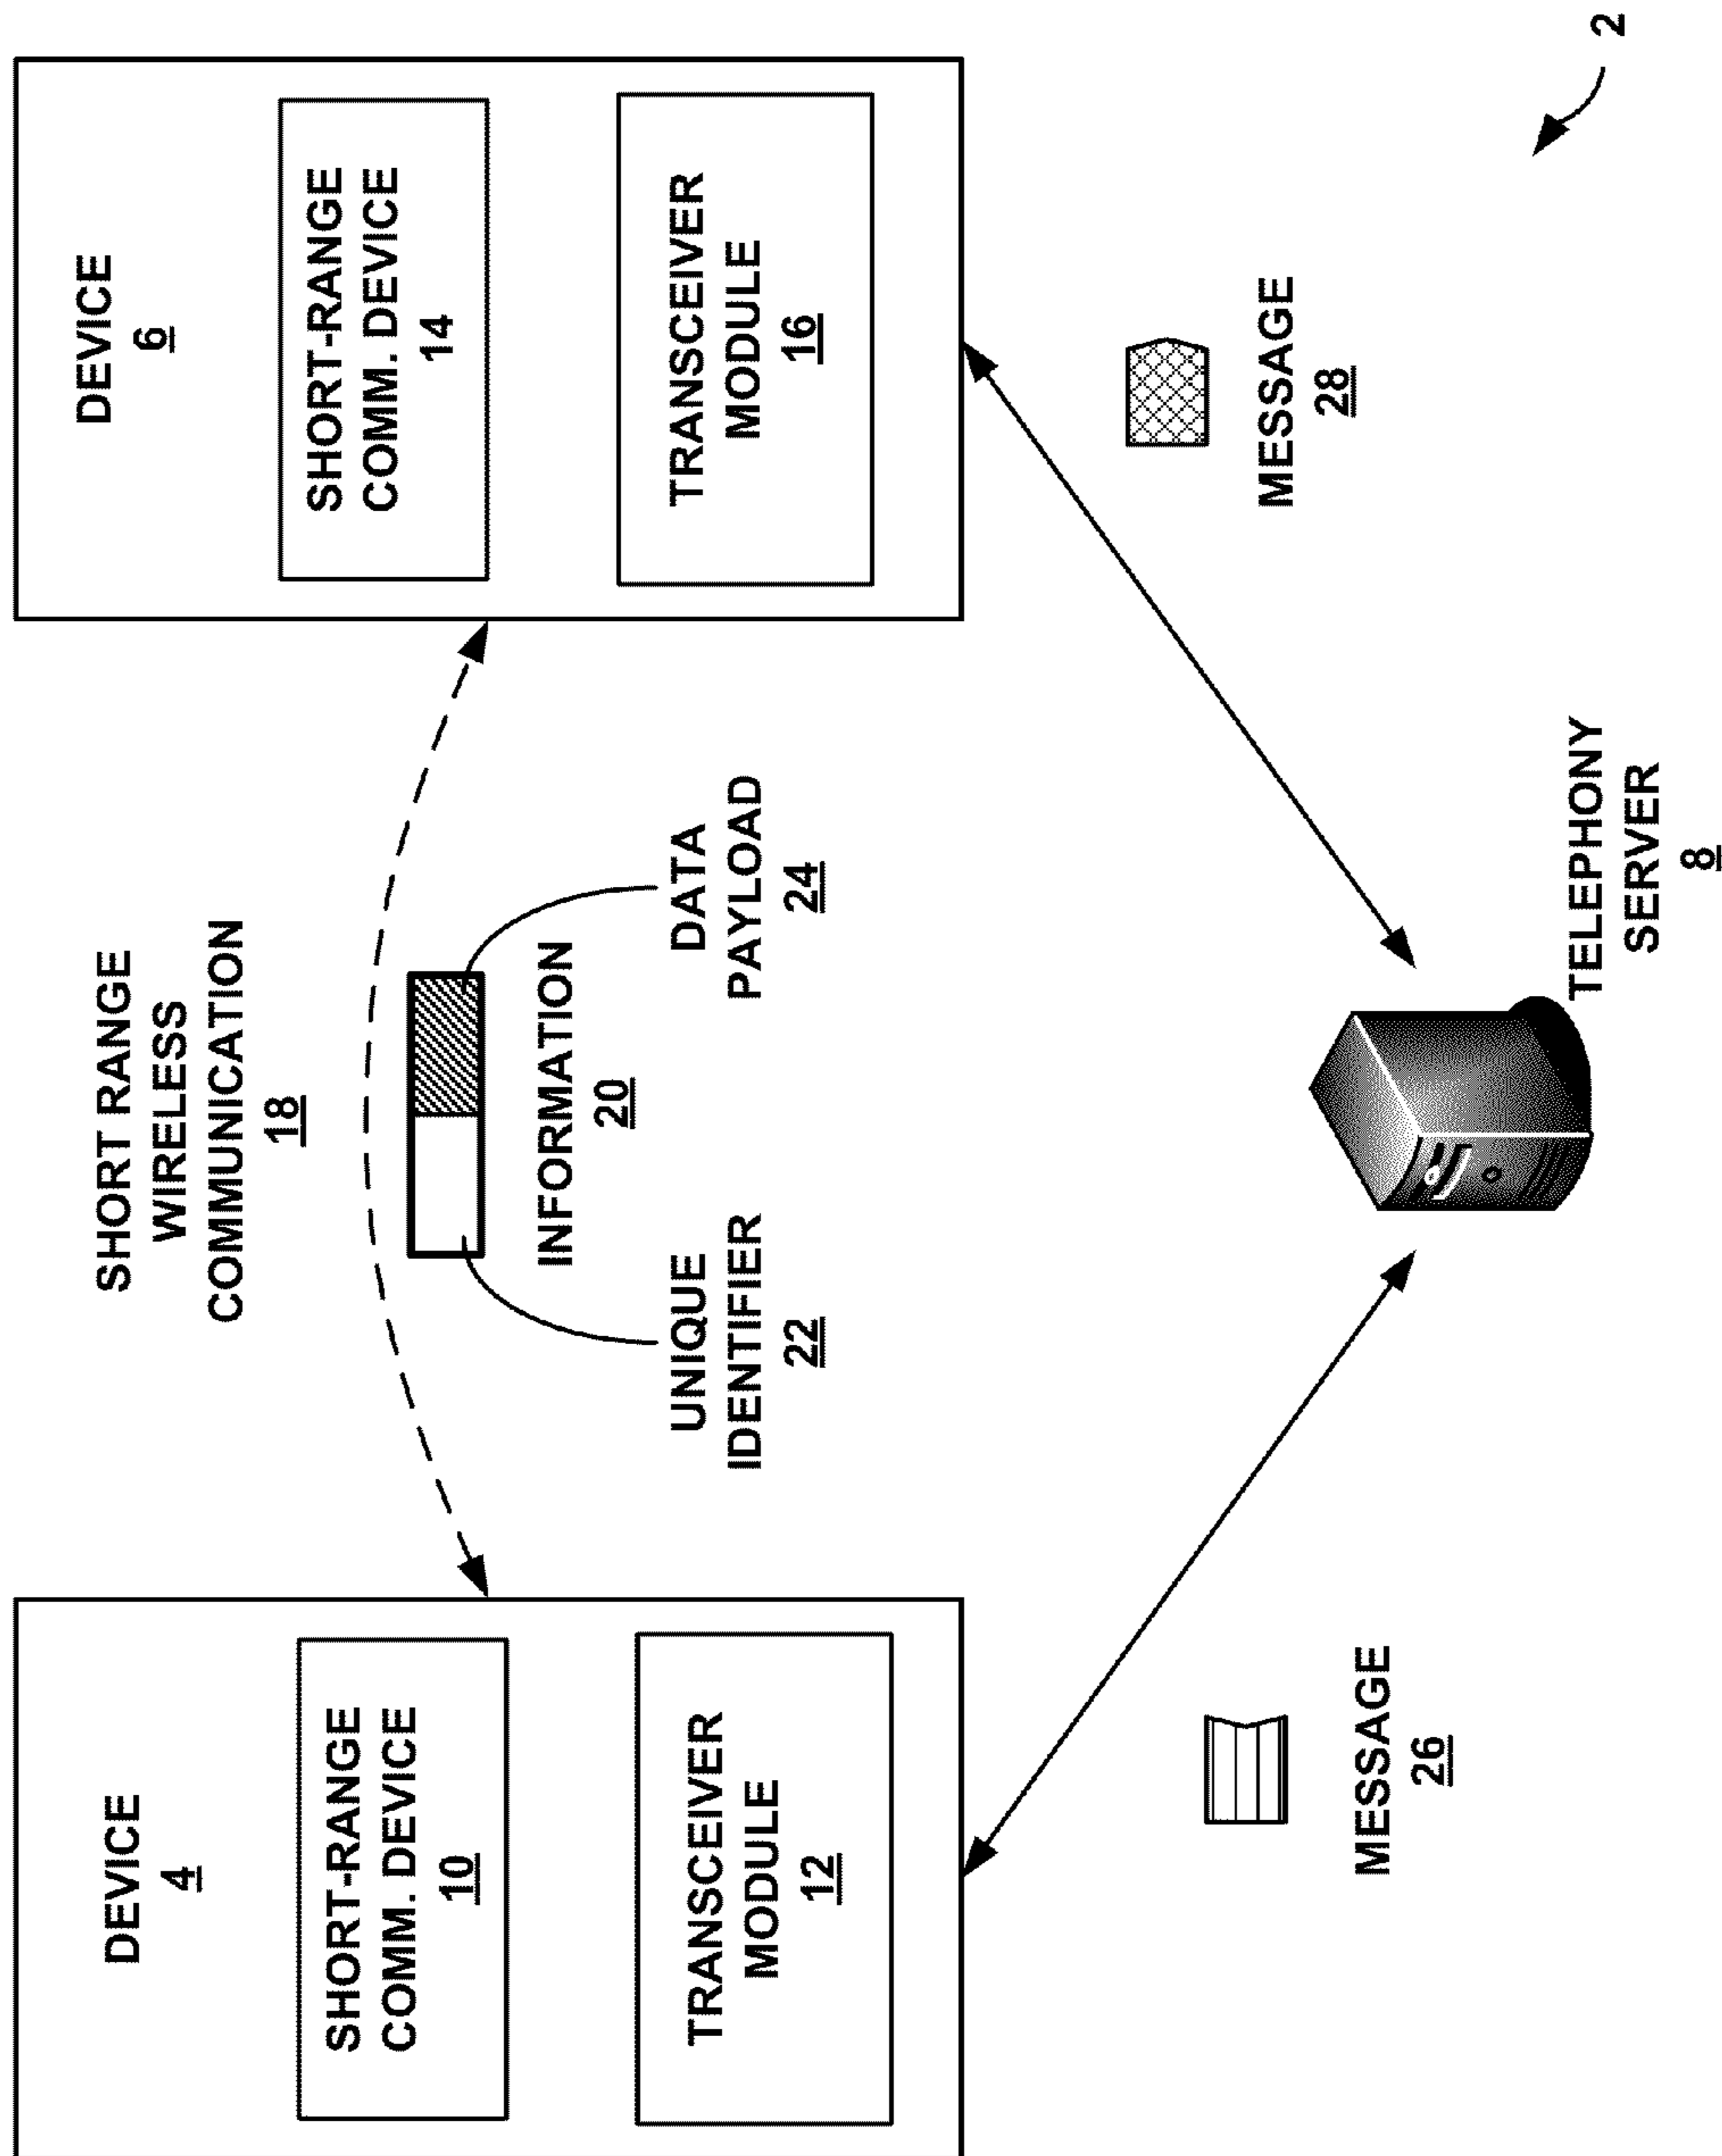 DEVICE
4
SHORT-RANGE
COMM. DEVICE
10
TRANSCEIVER
MODULE
12
SHORT RANGE
WIRELESS
COMMUNICATION
18
INFORMATION
20
UNIQUE
IDENTIFIER
22
DATA
PAYLOAD
24
DEVICE
6
SHORT-RANGE
COMM. DEVICE
14
TRANSCEIVER
MODULE
16
MESSAGE
26
MESSAGE
28
TELEPHONY
SERVER
8
2